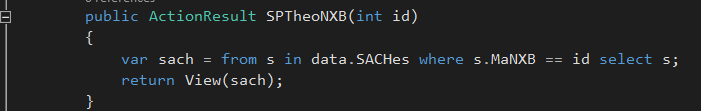 public ActionResult SPTheoNXB(int id)
{
var sach = from s in data.SACHes where s.MaNXB == id select s;
return View(sach);
}